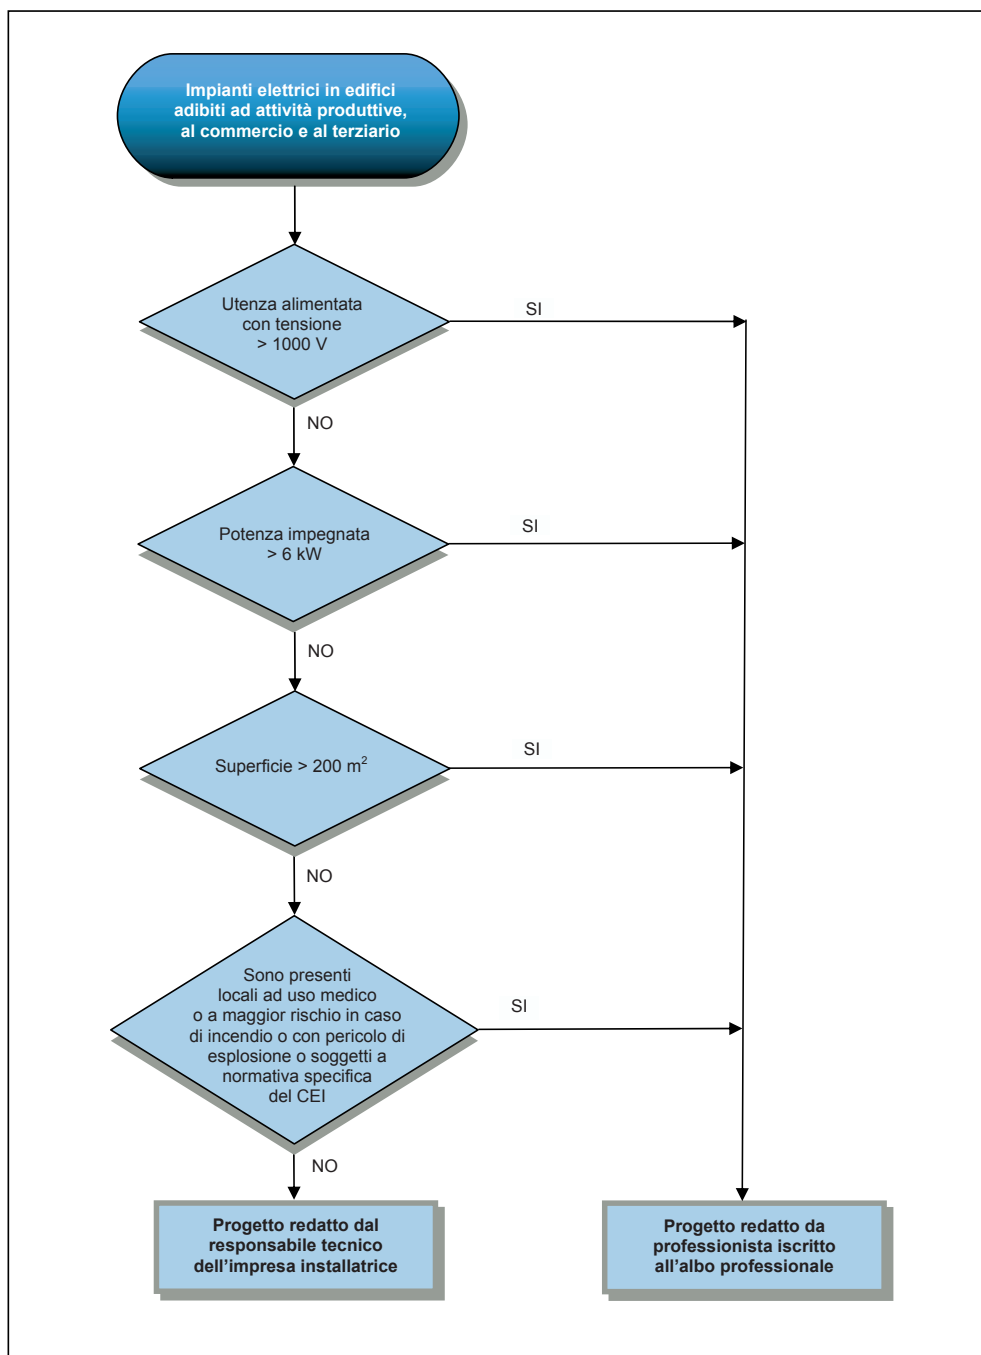 Impianti elettrici in edifici
adibiti ad attività produttive,
al commercio e al terziario
Utenza alimentata
con tensione
> 1000 V
SI
NO
Potenza impegnata
> 6 kW
SI
NO
Superficie > 200 m²
SI
NO
Sono presenti
locali ad uso medico
o a maggior rischio in caso
di incendio o con pericolo di
esplosione o soggetti a
normativa specifica
del CEI
SI
NO
Progetto redatto dal
responsabile tecnico
dell'impresa installatrice
Progetto redatto da
professionista iscritto
all'albo professionale